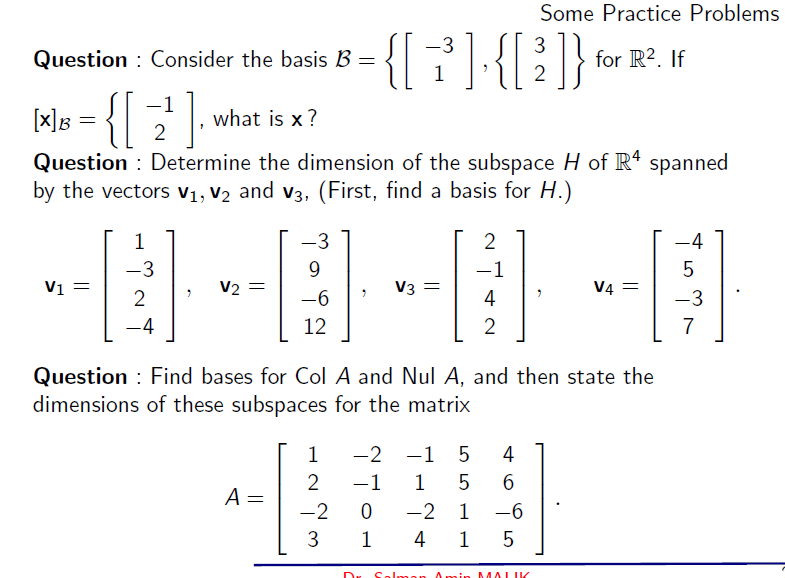 Some Practice Problems
Question : Consider the basis B = {[ −3 1 ], {[ 3 2 ]} for ℝ². If
[x]B = {[ −1 2 ], what is x ?
Question : Determine the dimension of the subspace H of ℝ⁴ spanned
by the vectors v₁, v₂ and v₃, (First, find a basis for H.)
v₁ = [ 1 −3 2 −4 ], v₂ = [ −3 9 −6 12 ], v₃ = [ 2 −1 4 2 ], v₄ = [ −4 5 −3 7 ].
Question : Find bases for Col A and Nul A, and then state the
dimensions of these subspaces for the matrix
1 −2 −1 5 4
2 −1 1 5 6
A =
−2 0 −2 1 −6
.
3 1 4 1 5
Dr. Salman Amin MALIK